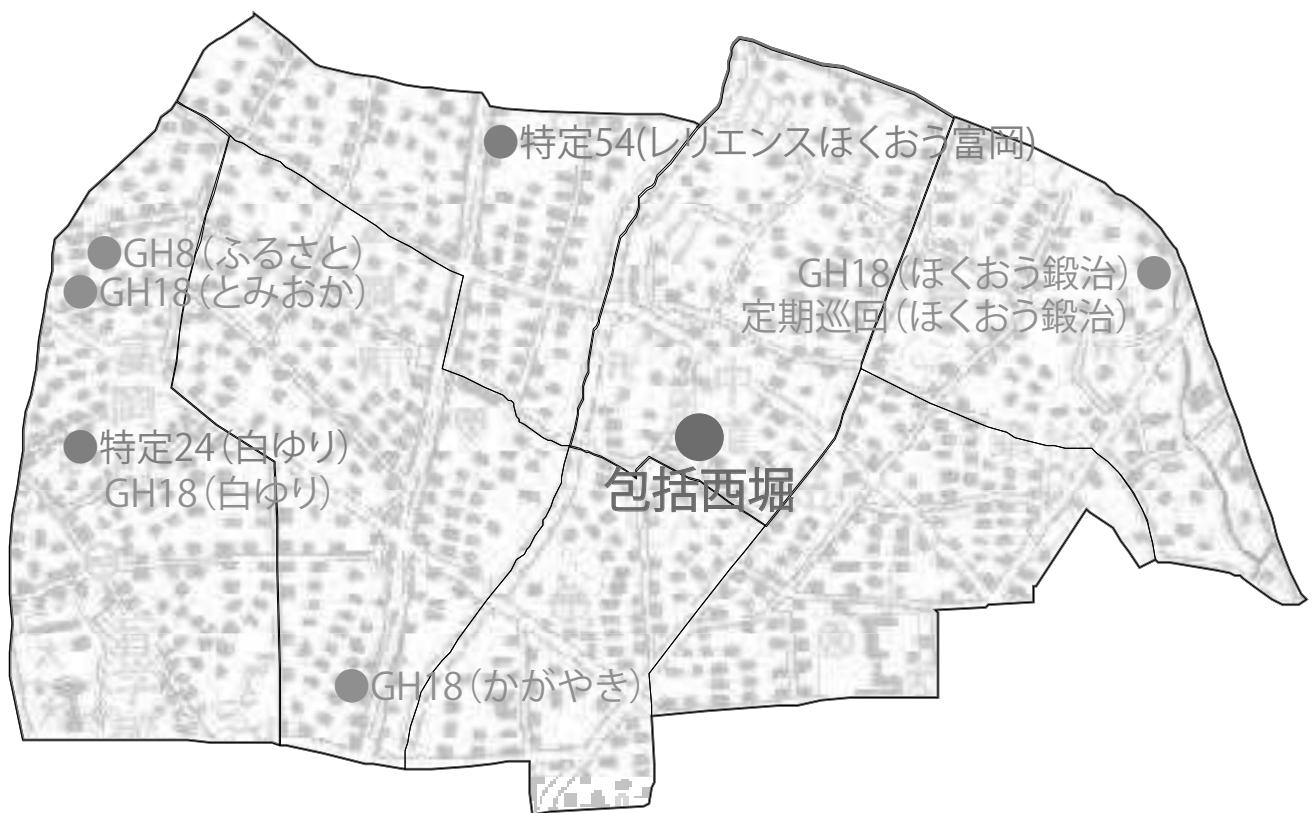 特定54(レリエンスほくおう富岡)
GH8(ふるさと)
GH18(とみおか)
GH18(ほくおう鍛治)
定期巡回(ほくおう鍛治)
特定24(白ゆり)
GH18(白ゆり)
包括西堀
GH18(かがやき)